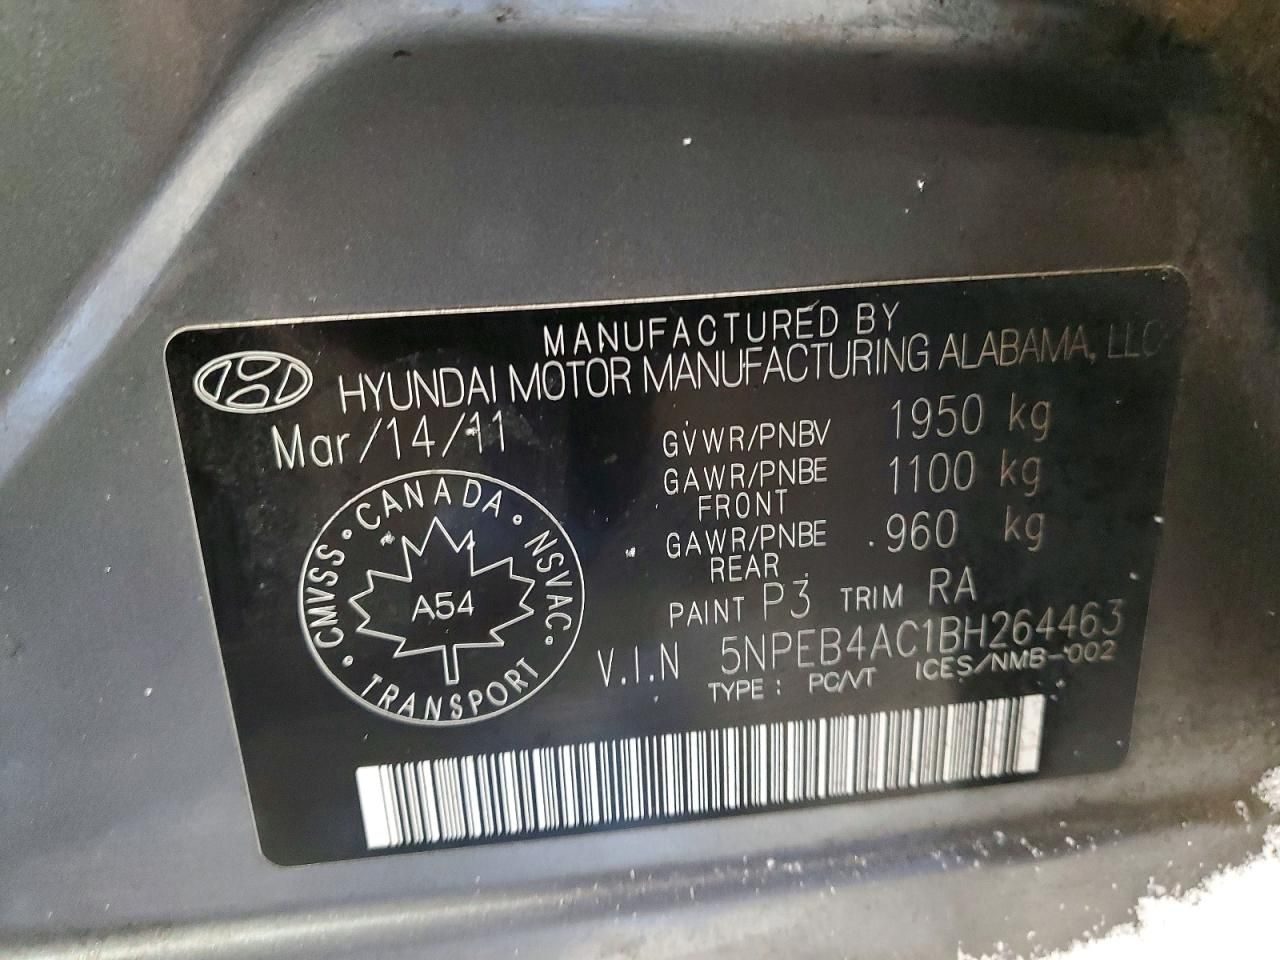 MANUFACTURED BY
HYUNDAI MOTOR MANUFACTURING ALABAMA, LLC
Mar/14/11
GVWR/PNBV 1950 kg
GAWR/PNBE FRONT 1100 kg
GAWR/PNBE REAR 960 kg
PAINT P3 TRIM RA
V.I.N 5NPEB4AC1BH264463
TYPE : PC/VT ICES/NMB-002
CANADA · NSVAC · TRANSPORT · CMVSS ·
A54